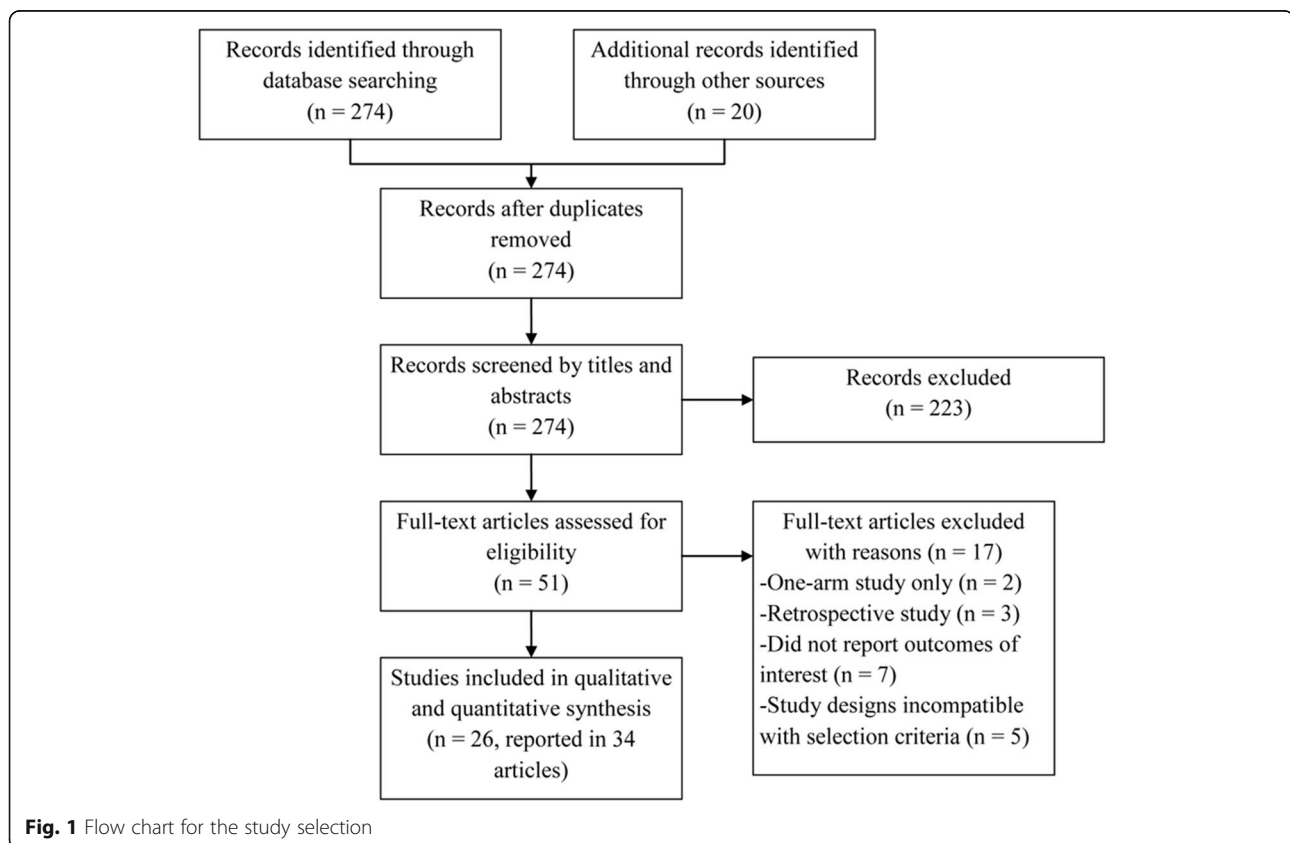 Records identified through
database searching
(n = 274)
Additional records identified
through other sources
(n = 20)
Records after duplicates
removed
(n = 274)
Records screened by titles and
abstracts
(n = 274)
Records excluded
(n = 223)
Full-text articles assessed for
eligibility
(n = 51)
Full-text articles excluded
with reasons (n = 17)
-One-arm study only (n = 2)
-Retrospective study (n = 3)
-Did not report outcomes of
interest (n = 7)
-Study designs incompatible
with selection criteria (n = 5)
Studies included in qualitative
and quantitative synthesis
(n = 26, reported in 34
articles)
Fig. 1 Flow chart for the study selection